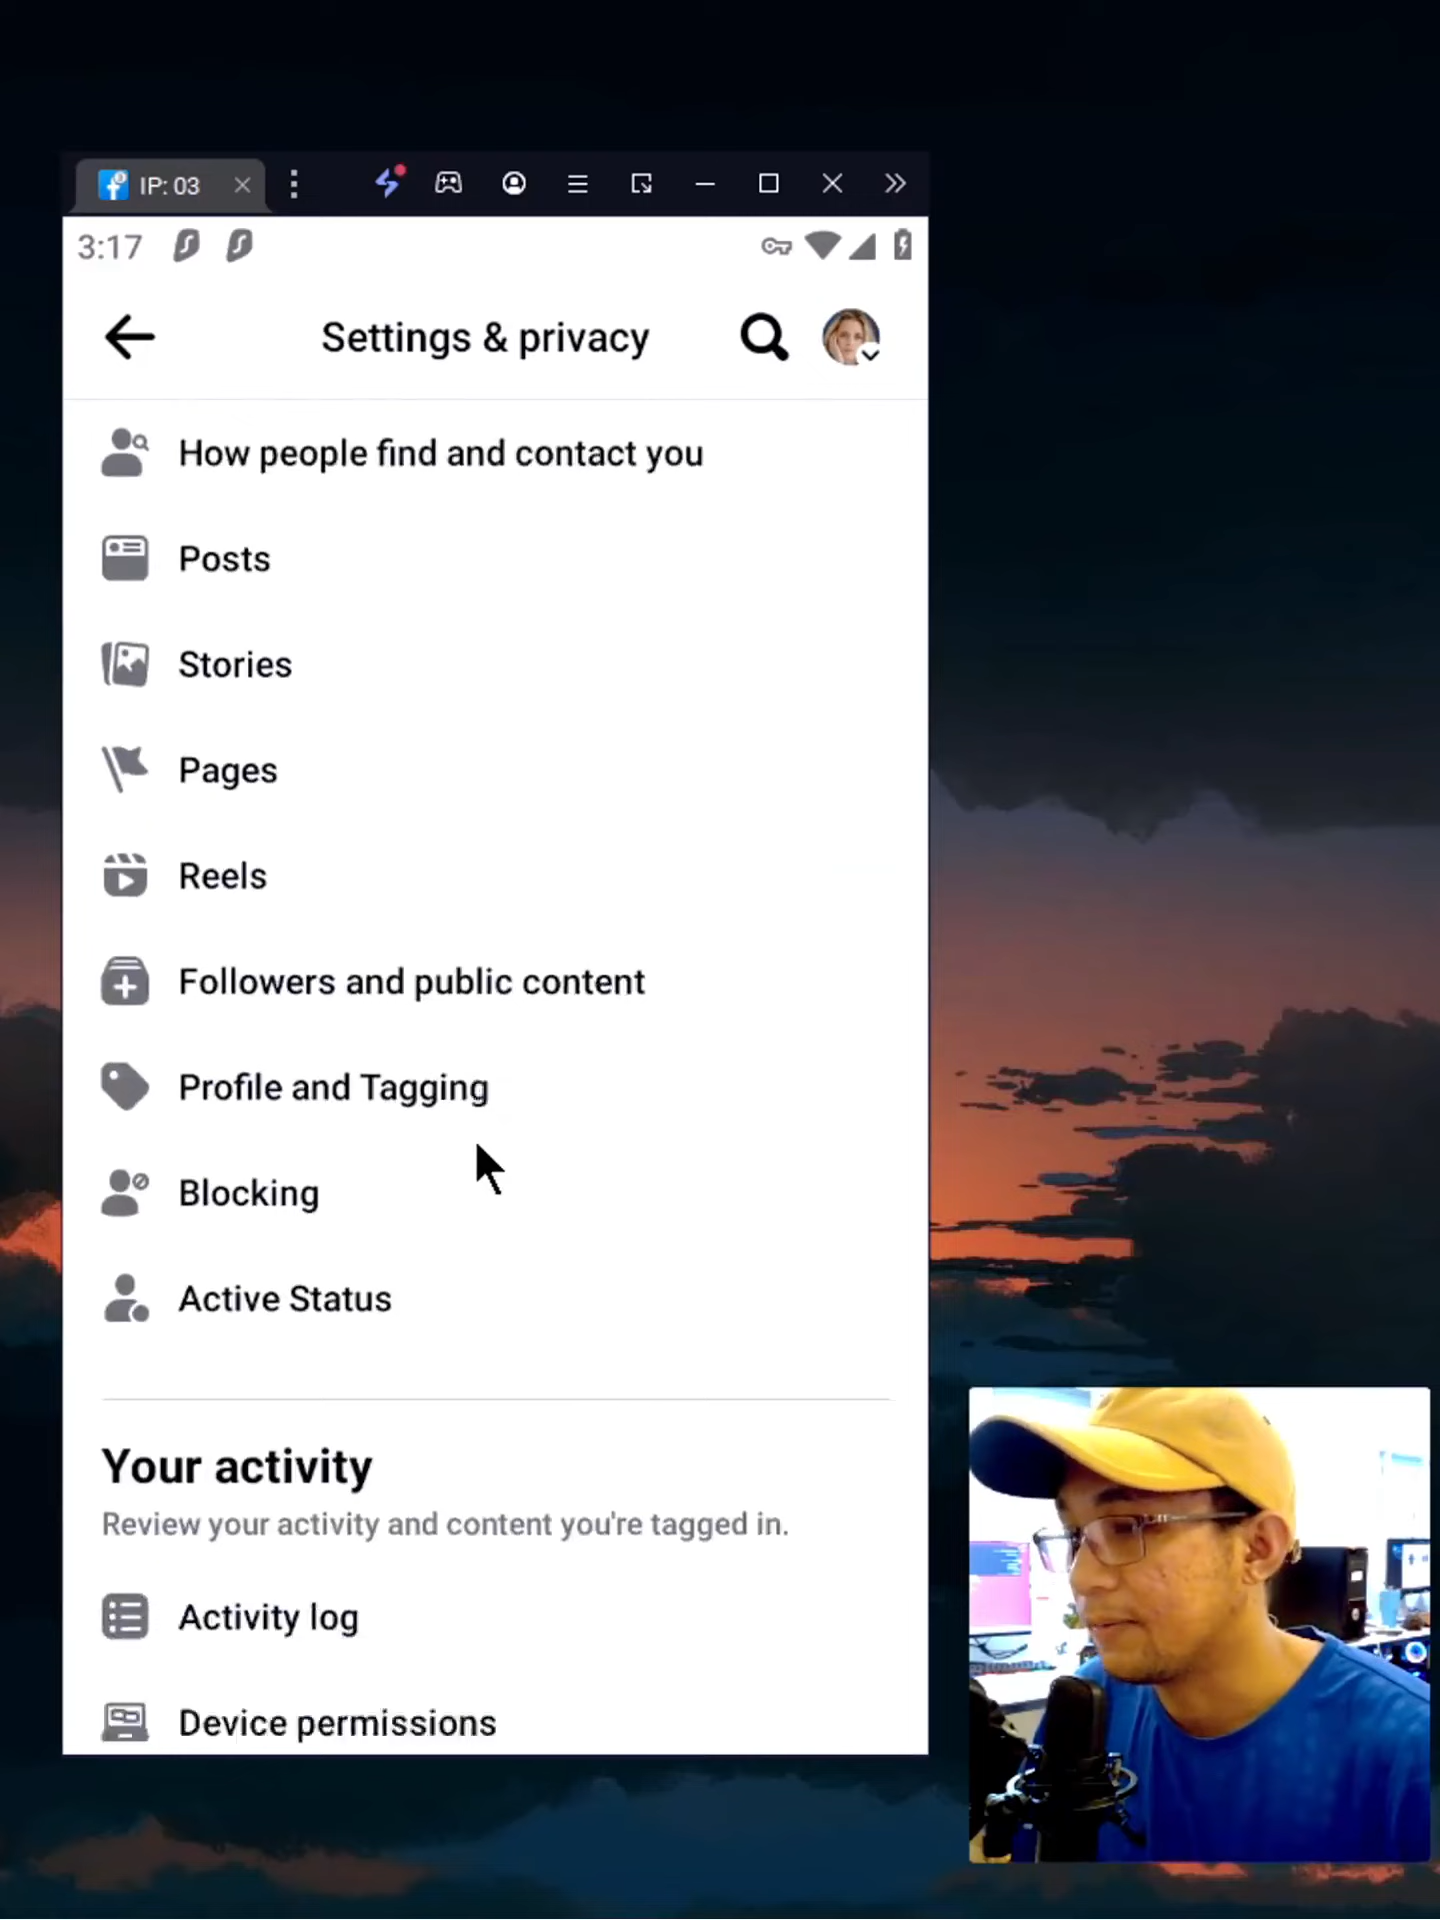 IP: 03
3:17
Settings & privacy
How people find and contact you
Posts
Stories
Pages
Reels
Followers and public content
Profile and Tagging
Blocking
Active Status
Your activity
Review your activity and content you're tagged in.
Activity log
Device permissions